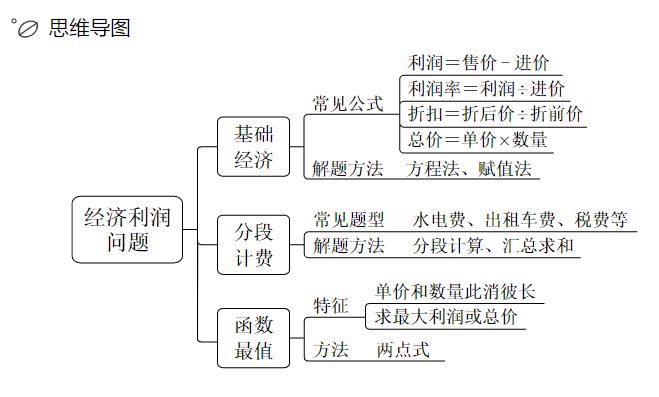 思维导图
利润＝售价－进价
利润率＝利润÷进价
常见公式
折扣＝折后价÷折前价
总价＝单价×数量
基础
经济
解题方法 方程法、赋值法
经济利润
问题
分段
计费
常见题型 水电费、出租车费、税费等
解题方法 分段计算、汇总求和
函数
最值
特征
单价和数量此消彼长
求最大利润或总价
方法 两点式